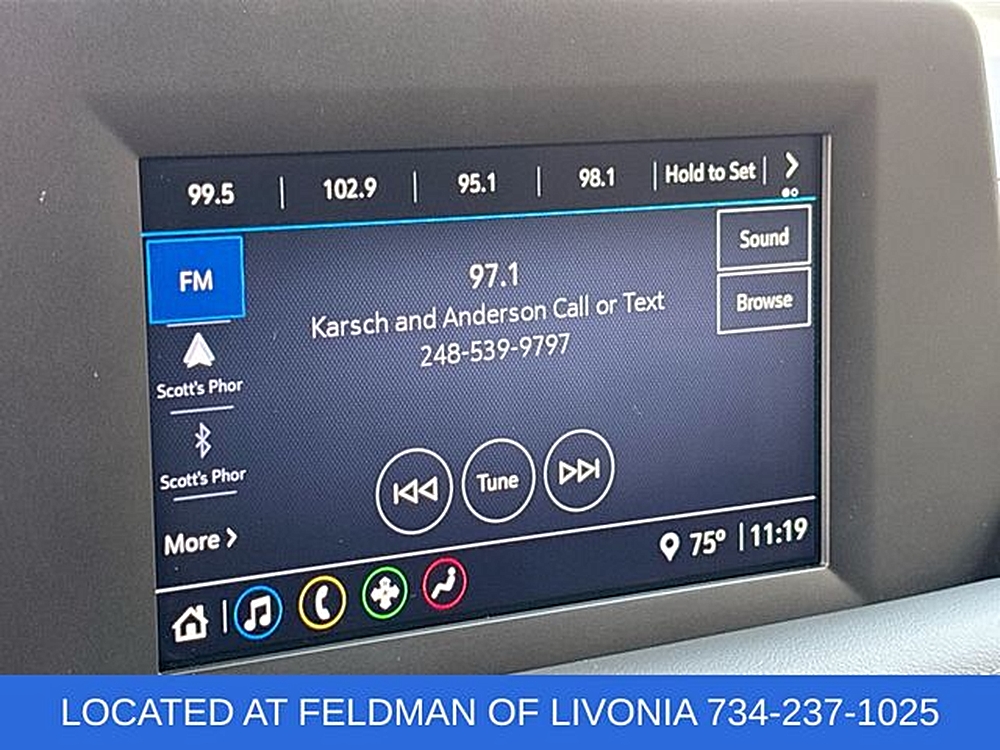 99.5 | 102.9 | 95.1 | 98.1 | Hold to Set |
Sound
FM
97.1
Browse
Karsch and Anderson Call or Text
248-539-9797
Scott's Phor
Scott's Phor
Tune
More
75° | 11:19
LOCATED AT FELDMAN OF LIVONIA 734-237-1025